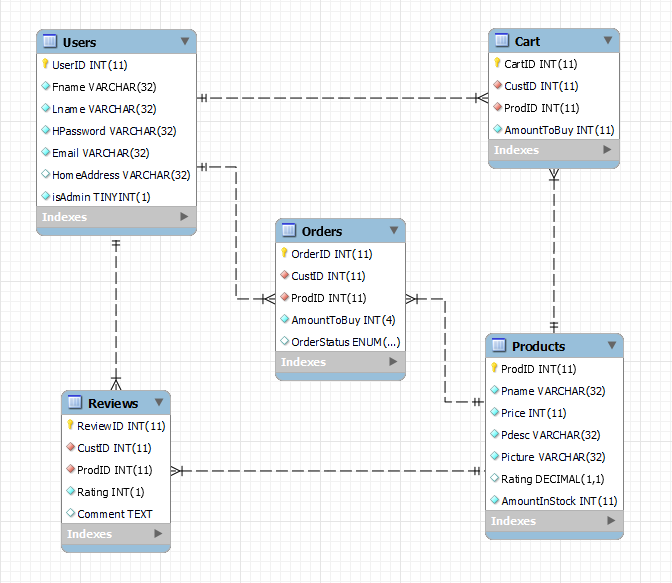 Users
UserID INT(11)
Fname VARCHAR(32)
Lname VARCHAR(32)
HPassword VARCHAR(32)
Email VARCHAR(32)
HomeAddress VARCHAR(32)
isAdmin TINYINT(1)
Indexes
Cart
CartID INT(11)
CustID INT(11)
ProdID INT(11)
AmountToBuy INT(11)
Indexes
Orders
OrderID INT(11)
CustID INT(11)
ProdID INT(11)
AmountToBuy INT(4)
OrderStatus ENUM(...)
Indexes
Products
ProdID INT(11)
Pname VARCHAR(32)
Price INT(11)
Pdesc VARCHAR(32)
Picture VARCHAR(32)
Rating DECIMAL(1,1)
AmountInStock INT(11)
Indexes
Reviews
ReviewID INT(11)
CustID INT(11)
ProdID INT(11)
Rating INT(1)
Comment TEXT
Indexes